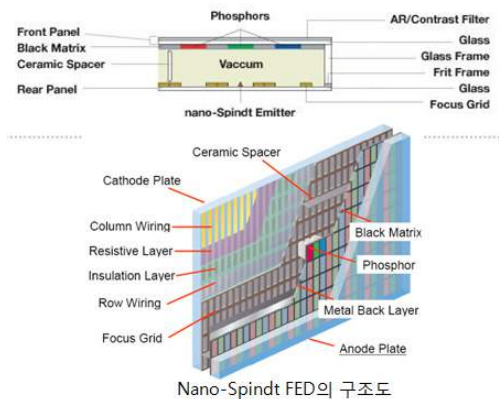 Phosphors
AR/Contrast Filter
Front Panel
Glass
Black Matrix
Glass Frame
Ceramic Spacer
Vaccum
Frit Frame
Rear Panel
Glass
nano-Spindt Emitter
Focus Grid
Ceramic Spacer
Cathode Plate
Column Wiring
Black Matrix
Resistive Layer
Phosphor
Insulation Layer
Row Wiring
Metal Back Layer
Focus Grid
Anode Plate
Nano-Spindt FED의 구조도